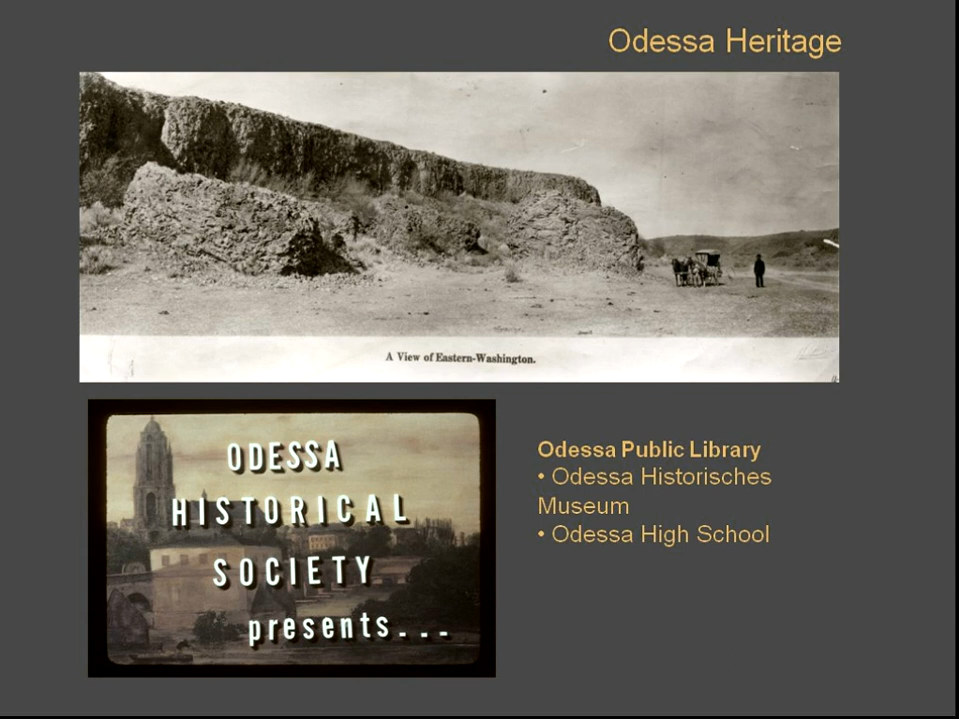 Odessa Heritage
A View of Eastern-Washington.
ODESSA
HISTORICAL
SOCIETY
presents...
Odessa Public Library
• Odessa Historisches
Museum
• Odessa High School